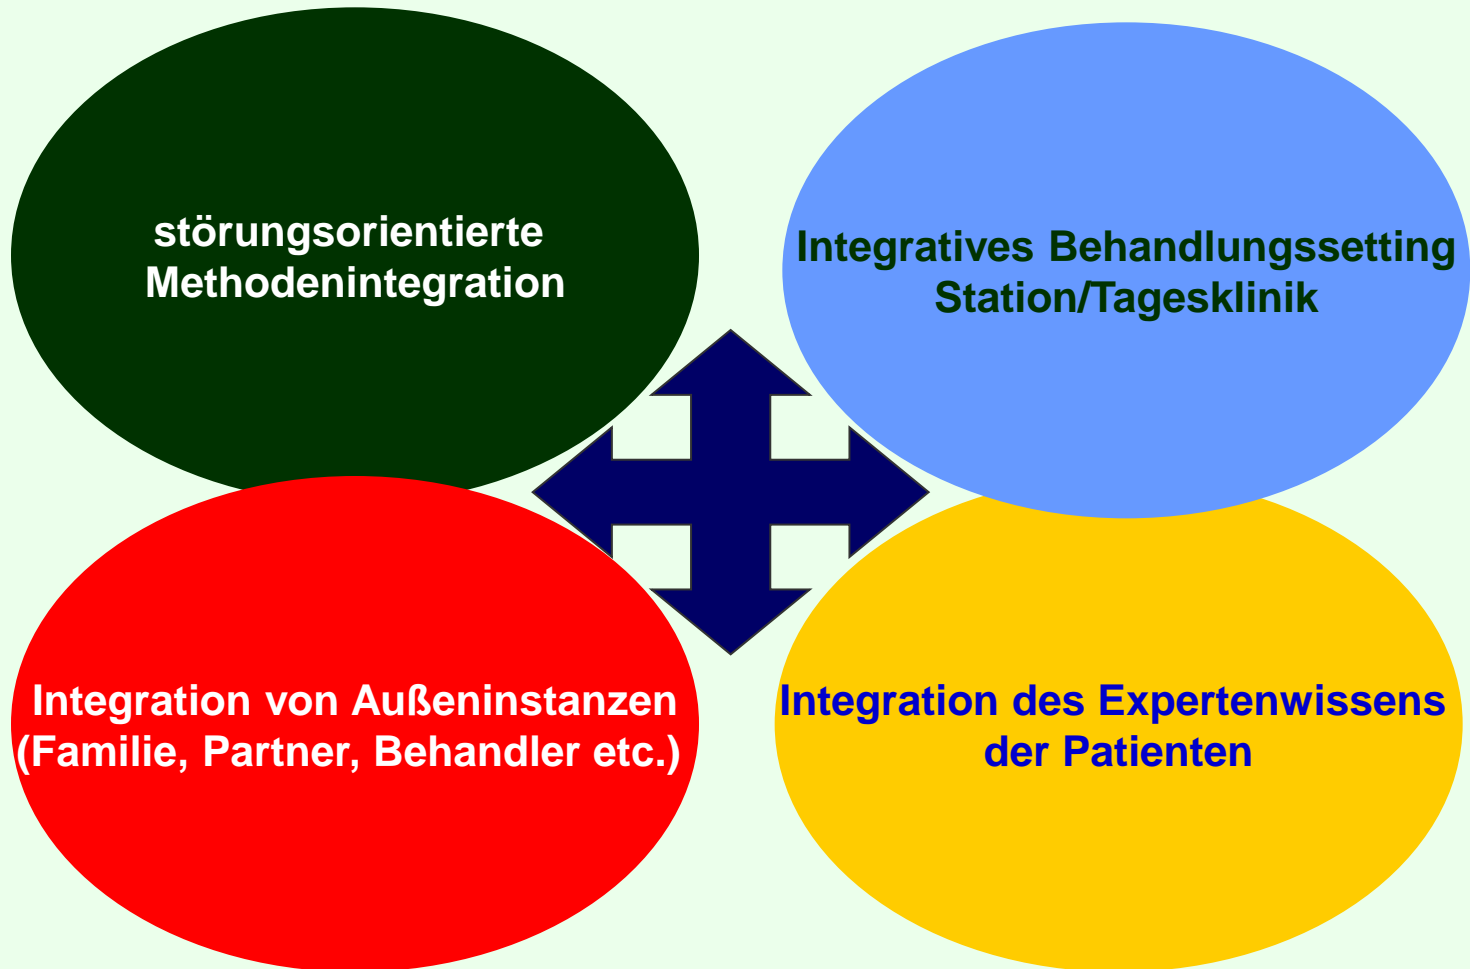 störungsorientierte
Methodenintegration
Integratives Behandlungssetting
Station/Tagesklinik
Integration von Außeninstanzen
(Familie, Partner, Behandler etc.)
Integration des Expertenwissens
der Patienten